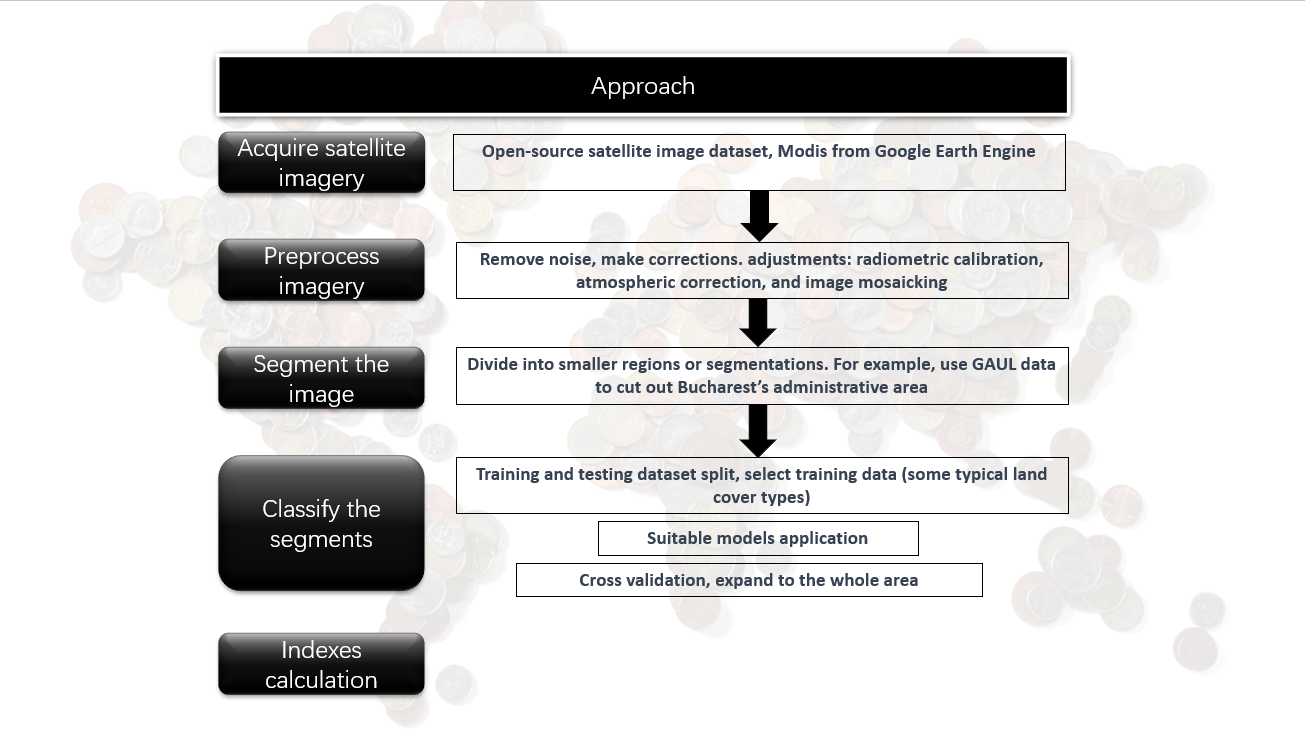 Approach
Acquire satellite
imagery
Open-source satellite image dataset, Modis from Google Earth Engine
Preprocess
imagery
Remove noise, make corrections. adjustments: radiometric calibration,
atmospheric correction, and image mosaicking
Segment the
image
Divide into smaller regions or segmentations. For example, use GAUL data
to cut out Bucharest’s administrative area
Classify the
segments
Training and testing dataset split, select training data (some typical land
cover types)
Suitable models application
Cross validation, expand to the whole area
Indexes
calculation